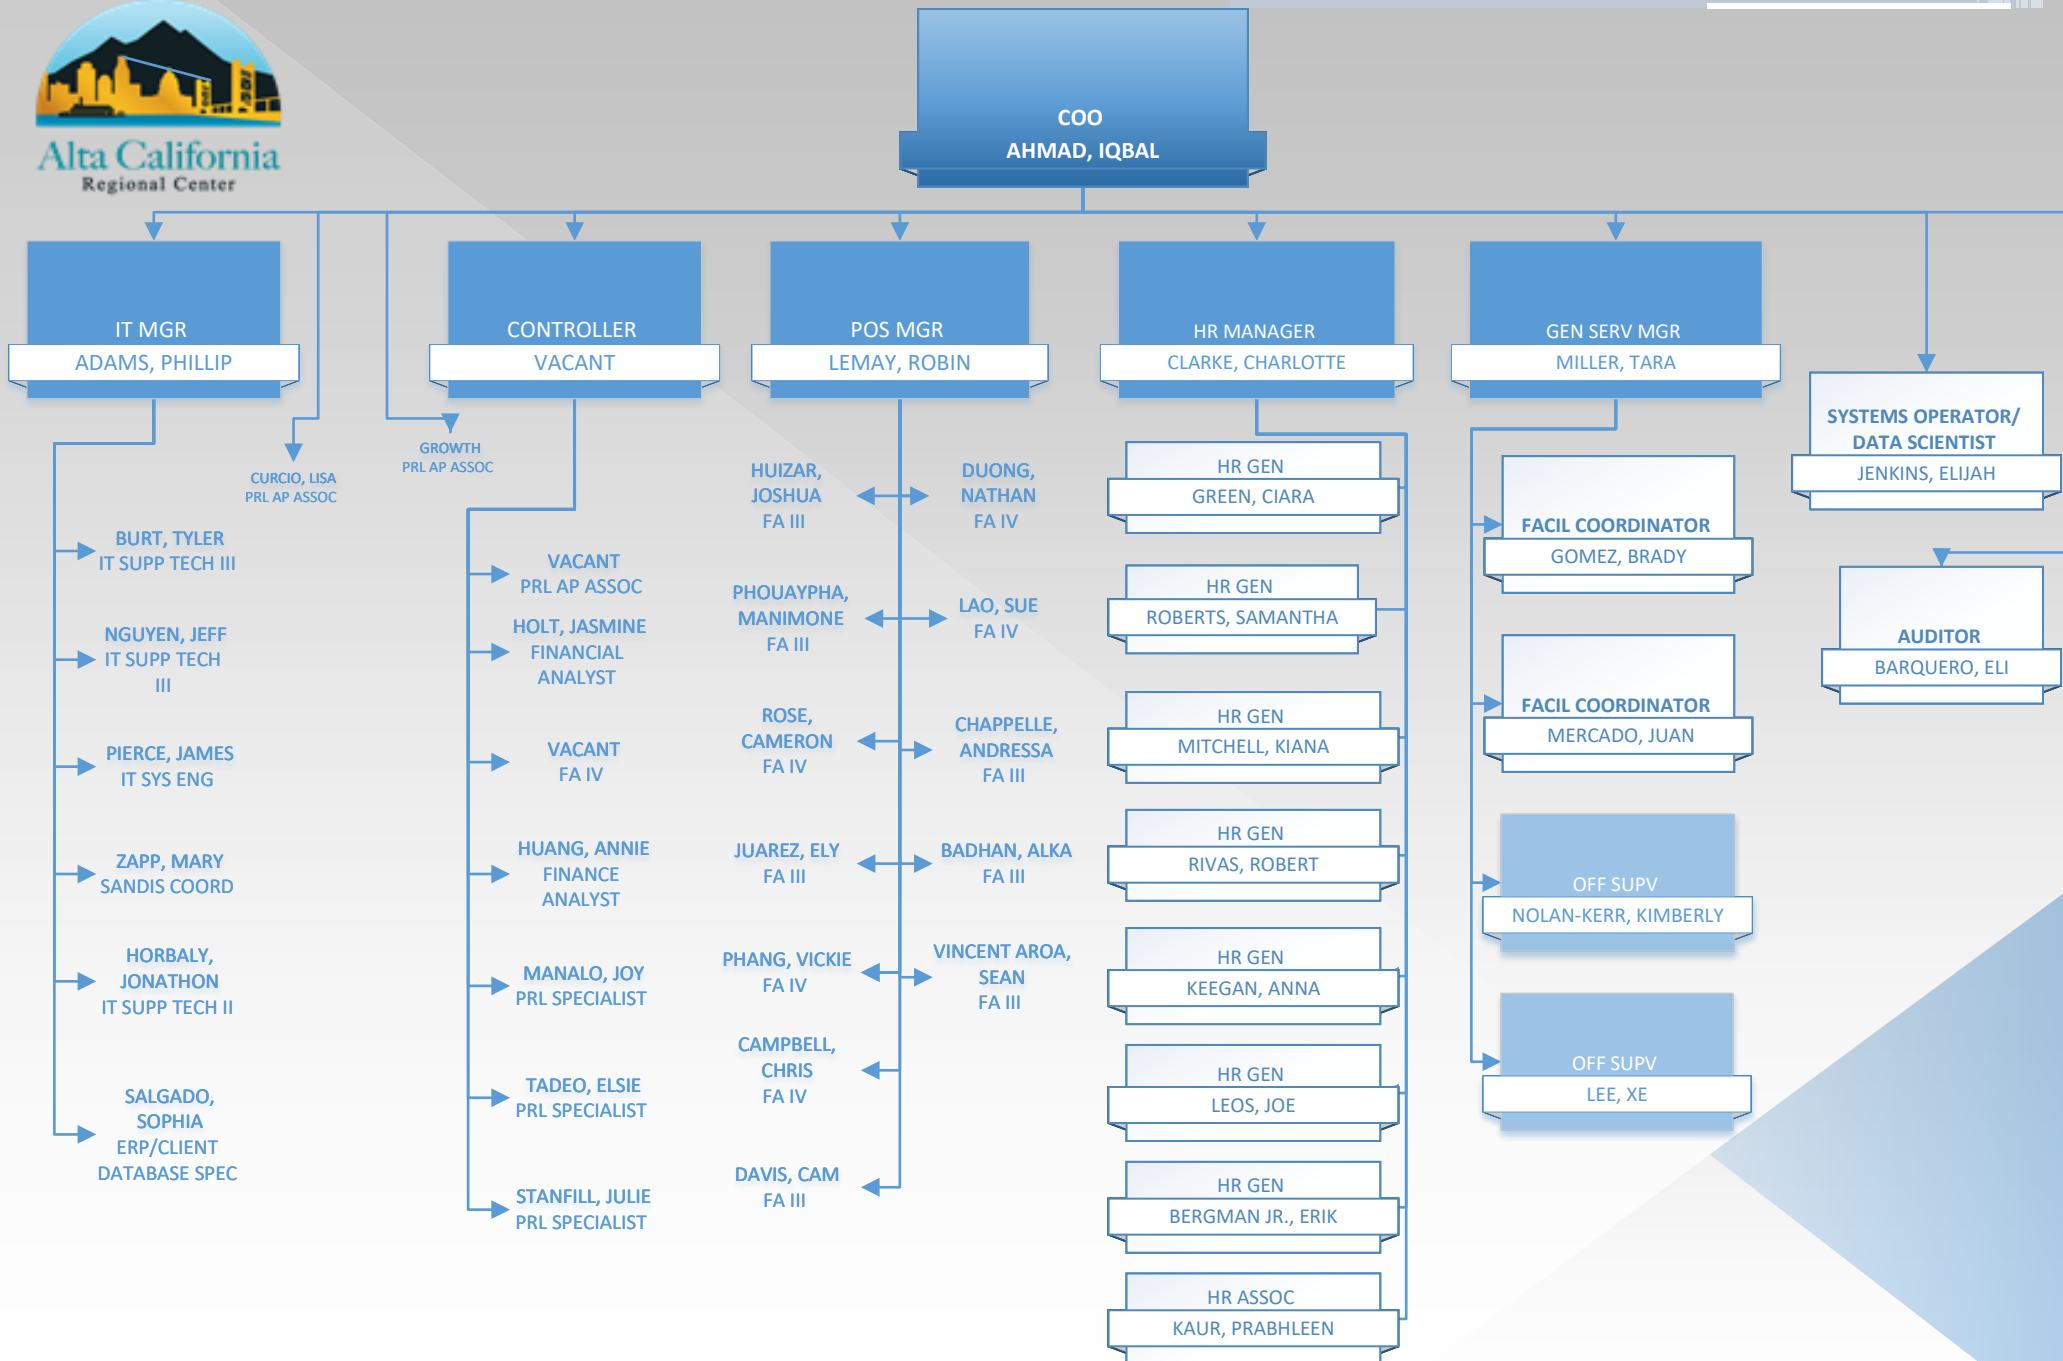 Alta California
Regional Center
COO
AHMAD, IQBAL
IT MGR
ADAMS, PHILLIP
CURCIO, LISA
PRL AP ASSOC
GROWTH
PRL AP ASSOC
BURT, TYLER
IT SUPP TECH III
NGUYEN, JEFF
IT SUPP TECH
III
PIERCE, JAMES
IT SYS ENG
ZAPP, MARY
SANDIS COORD
HORBALY,
JONATHON
IT SUPP TECH II
SALGADO,
SOPHIA
ERP/CLIENT
DATABASE SPEC
CONTROLLER
VACANT
VACANT
PRL AP ASSOC
HOLT, JASMINE
FINANCIAL
ANALYST
VACANT
FA IV
HUANG, ANNIE
FINANCE
ANALYST
MANALO, JOY
PRL SPECIALIST
TADEO, ELSIE
PRL SPECIALIST
STANFILL, JULIE
PRL SPECIALIST
POS MGR
LEMAY, ROBIN
HUIZAR,
JOSHUA
FA III
DUONG,
NATHAN
FA IV
PHOUAYPHA,
MANIMONE
FA III
LAO, SUE
FA IV
ROSE,
CAMERON
FA IV
CHAPPELLE,
ANDRESSA
FA III
JUAREZ, ELY
FA III
BADHAN, ALKA
FA III
PHANG, VICKIE
FA IV
VINCENT AROA,
SEAN
FA III
CAMPBELL,
CHRIS
FA IV
DAVIS, CAM
FA III
HR MANAGER
CLARKE, CHARLOTTE
HR GEN
GREEN, CIARA
HR GEN
ROBERTS, SAMANTHA
HR GEN
MITCHELL, KIANA
HR GEN
RIVAS, ROBERT
HR GEN
KEEGAN, ANNA
HR GEN
LEOS, JOE
HR GEN
BERGMAN JR., ERIK
HR ASSOC
KAUR, PRABHLEEN
GEN SERV MGR
MILLER, TARA
FACIL COORDINATOR
GOMEZ, BRADY
FACIL COORDINATOR
MERCADO, JUAN
OFF SUPV
NOLAN-KERR, KIMBERLY
OFF SUPV
LEE, XE
SYSTEMS OPERATOR/
DATA SCIENTIST
JENKINS, ELIJAH
AUDITOR
BARQUERO, ELI